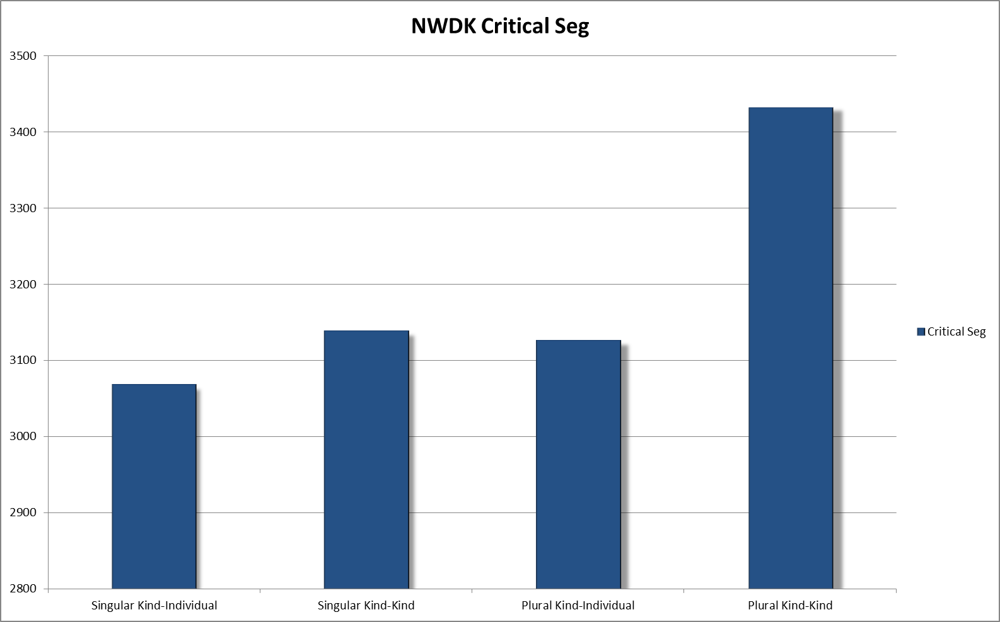 NWDK Critical Seg
3500
3400
3300
3200
3100
3000
2900
2800
Singular Kind-Individual
Singular Kind-Kind
Plural Kind-Individual
Plural Kind-Kind
Critical Seg